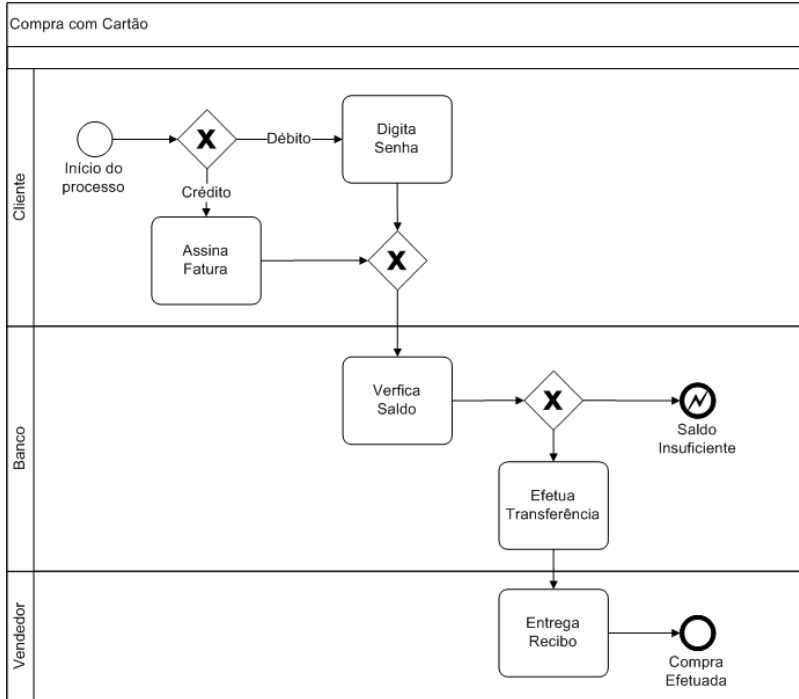 Compra com Cartão
Cliente
Início do
processo
Débito
Digita
Senha
Crédito
Assina
Fatura
X
X
Banco
Verfica
Saldo
X
Saldo
Insuficiente
Efetua
Transferência
Vendedor
Entrega
Recibo
Compra
Efetuada